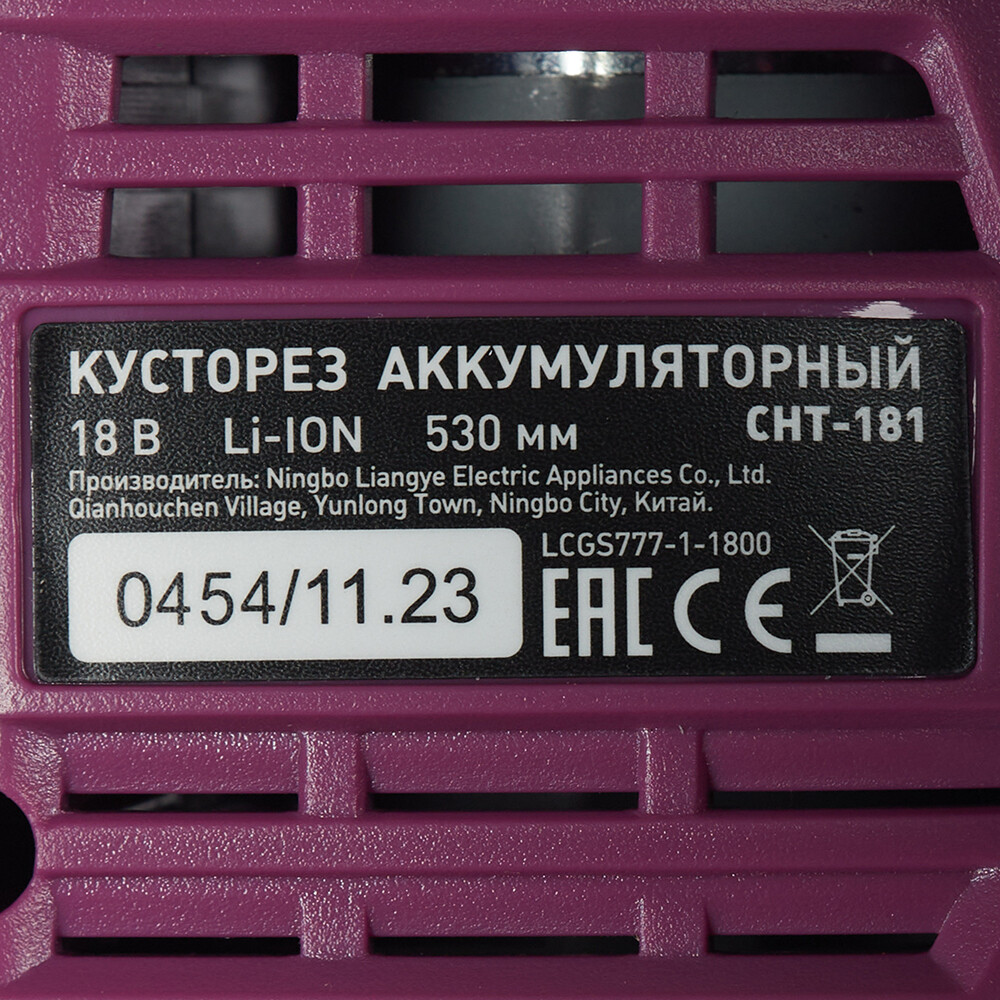 КУСТОРЕЗ АККУМУЛЯТОРНЫЙ
18 В Li-ION 530 мм CHT-181
Производитель: Ningbo Liangye Electric Appliances Co., Ltd.
Qianhouchen Village, Yunlong Town, Ningbo City, Китай.
LCGS777-1-1800
0454/11.23
EAC CE